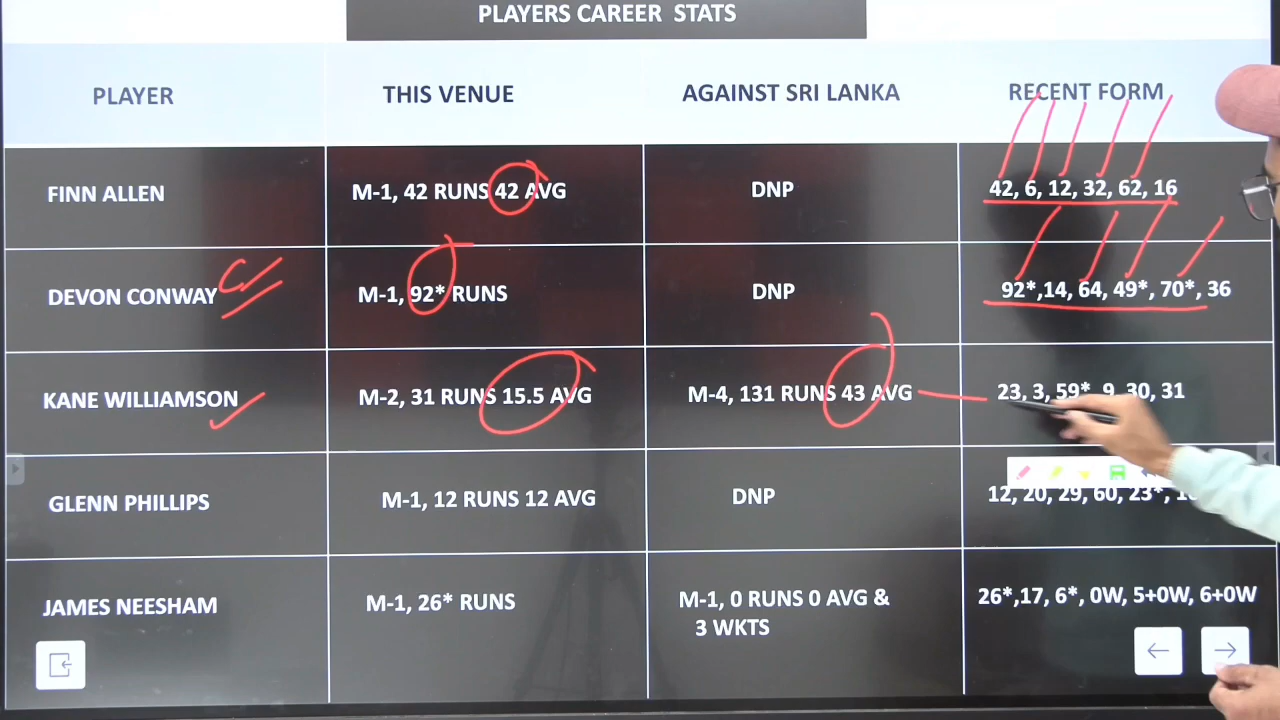 PLAYERS CAREER STATS
PLAYER THIS VENUE AGAINST SRI LANKA RECENT FORM
FINN ALLEN M-1, 42 RUNS 42 AVG DNP 42, 6, 12, 32, 62, 16
DEVON CONWAY M-1, 92* RUNS DNP 92*,14, 64, 49*, 70*, 36
KANE WILLIAMSON M-2, 31 RUNS 15.5 AVG M-4, 131 RUNS 43 AVG 23, 3, 59*, 9, 30, 31
GLENN PHILLIPS M-1, 12 RUNS 12 AVG DNP 12, 20, 29, 60, 23*,
JAMES NEESHAM M-1, 26* RUNS M-1, 0 RUNS 0 AVG & 26*,17, 6*, 0W, 5+0W, 6+0W
3 WKTS